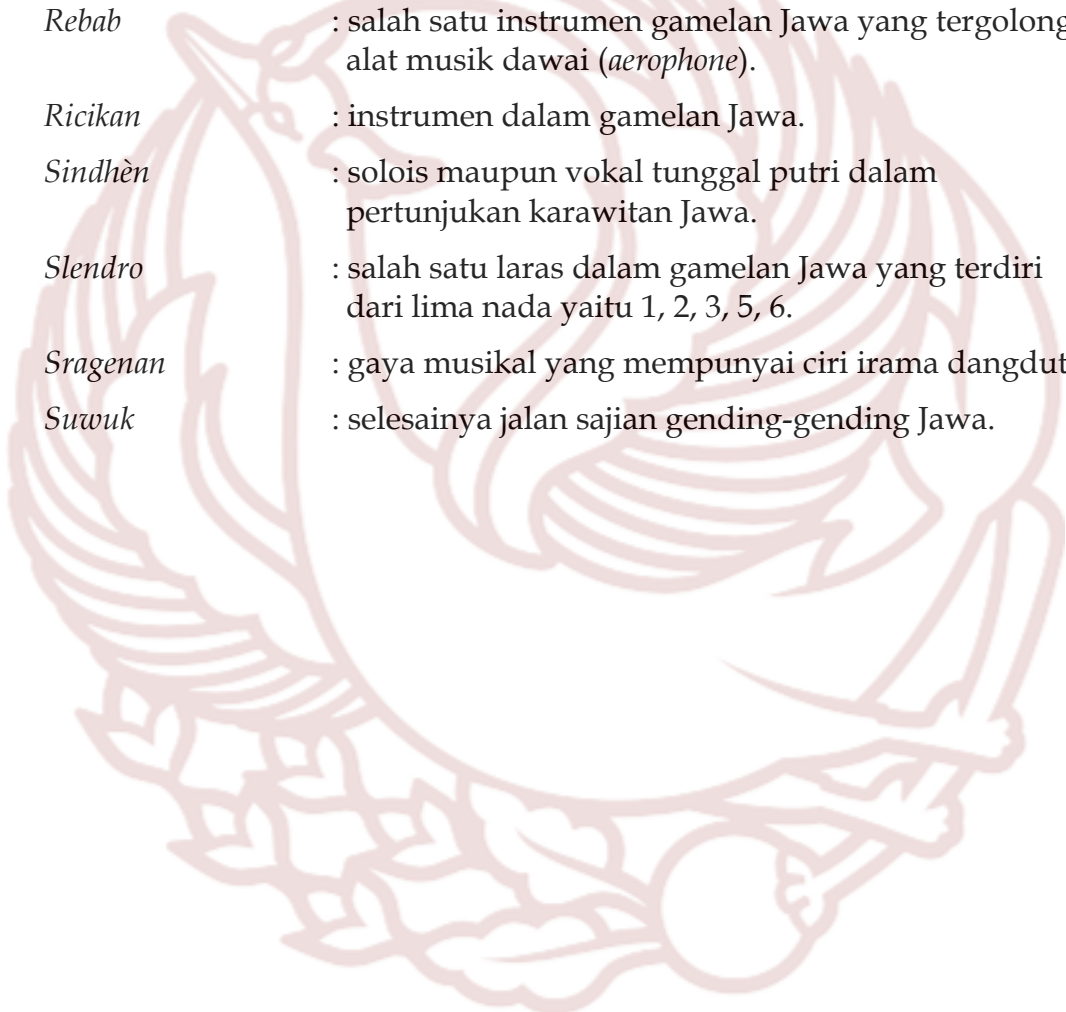 Rebab : salah satu instrumen gamelan Jawa yang tergolong
alat musik dawai (aerophone).
Ricikan : instrumen dalam gamelan Jawa.
Sindhèn : solois maupun vokal tunggal putri dalam
pertunjukan karawitan Jawa.
Slendro : salah satu laras dalam gamelan Jawa yang terdiri
dari lima nada yaitu 1, 2, 3, 5, 6.
Sragenan : gaya musikal yang mempunyai ciri irama dangdut
Suwuk : selesainya jalan sajian gending-gending Jawa.